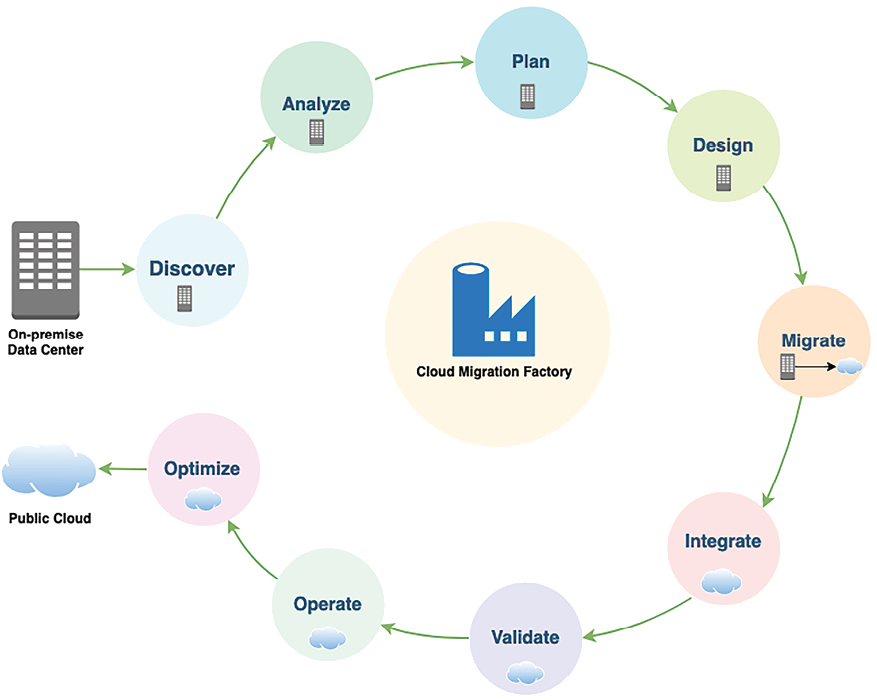 Plan
Analyze
Design
Discover
On-premise
Data Center
Migrate
Cloud Migration Factory
Optimize
Public Cloud
Integrate
Operate
Validate